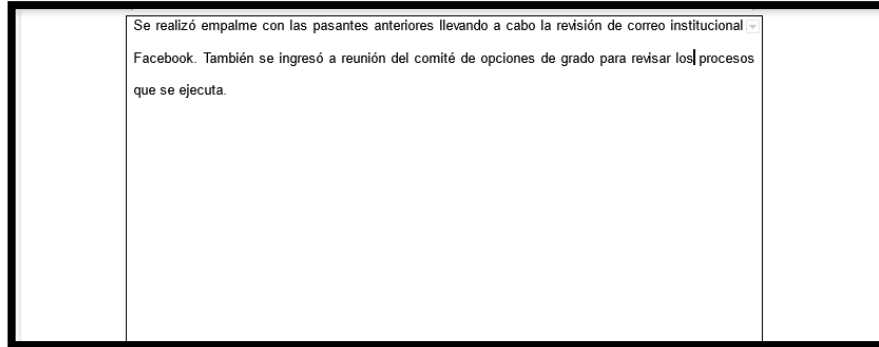 Se realizó empalme con las pasantes anteriores llevando a cabo la revisión de correo institucional
Facebook. También se ingresó a reunión del comité de opciones de grado para revisar los procesos
que se ejecuta.